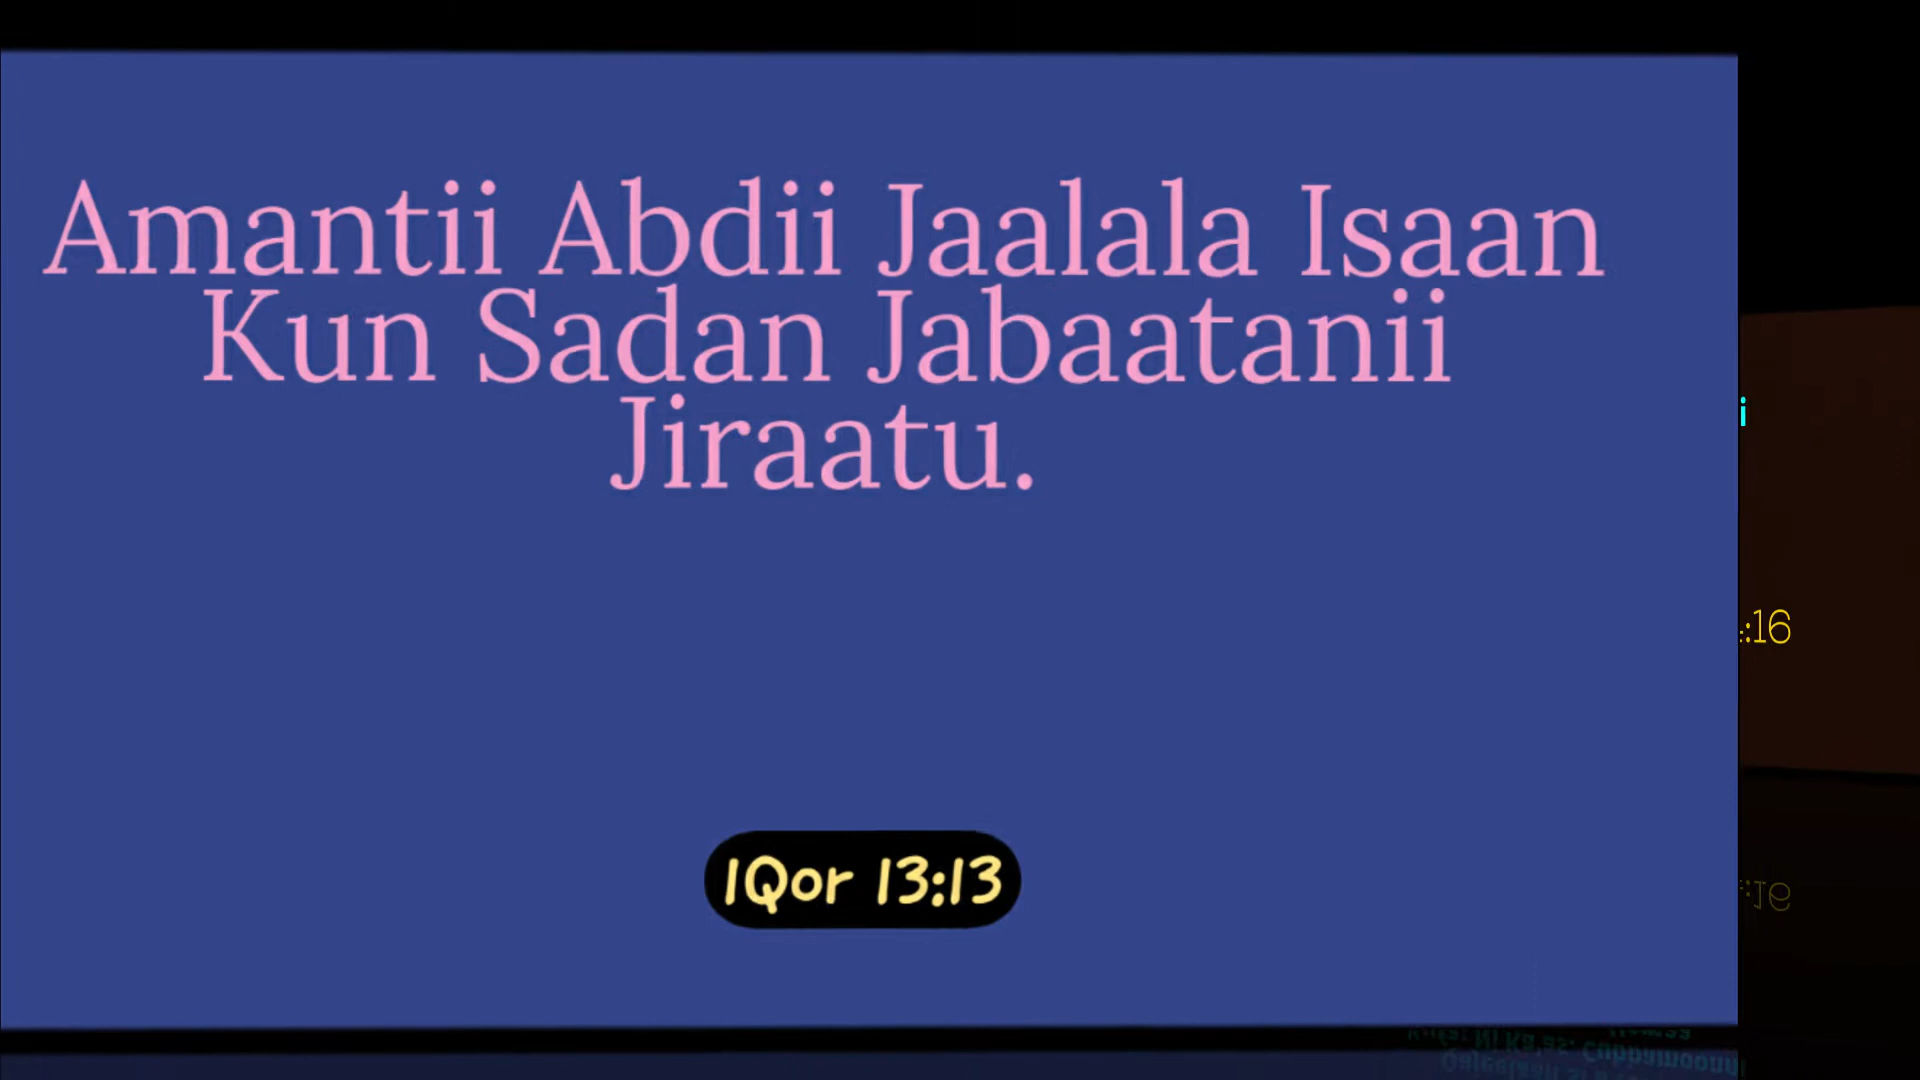 Amantii Abdii Jaalala Isaan
Kun Sadan Jabaatanii
Jiraatu.
i
:16
1Qor 13:13